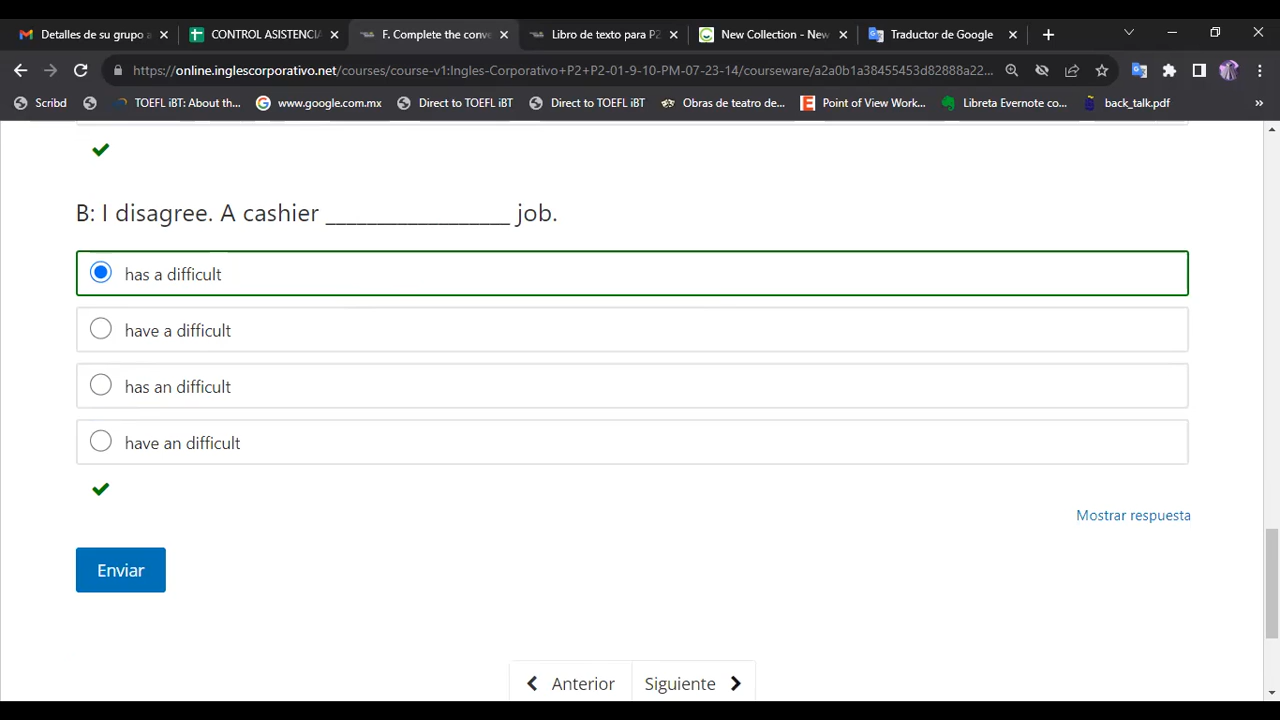 Detalles de su grupo a
CONTROL ASISTENCIA
F. Complete the conve
Libro de texto para P2
New Collection - New
Traductor de Google
https://online.inglescorporativo.net/courses/course-v1:Ingles-Corporativo+P2+P2-01-9-10-PM-07-23-14/courseware/a2a0b1a38455453d82888a22...
Scribd
TOEFL iBT: About th...
www.google.com.mx
Direct to TOEFL iBT
Direct to TOEFL iBT
Obras de teatro de...
Point of View Work...
Libreta Evernote co...
back_talk.pdf
»
B: I disagree. A cashier __________________ job.
has a difficult
have a difficult
has an difficult
have an difficult
Mostrar respuesta
Enviar
Anterior
Siguiente